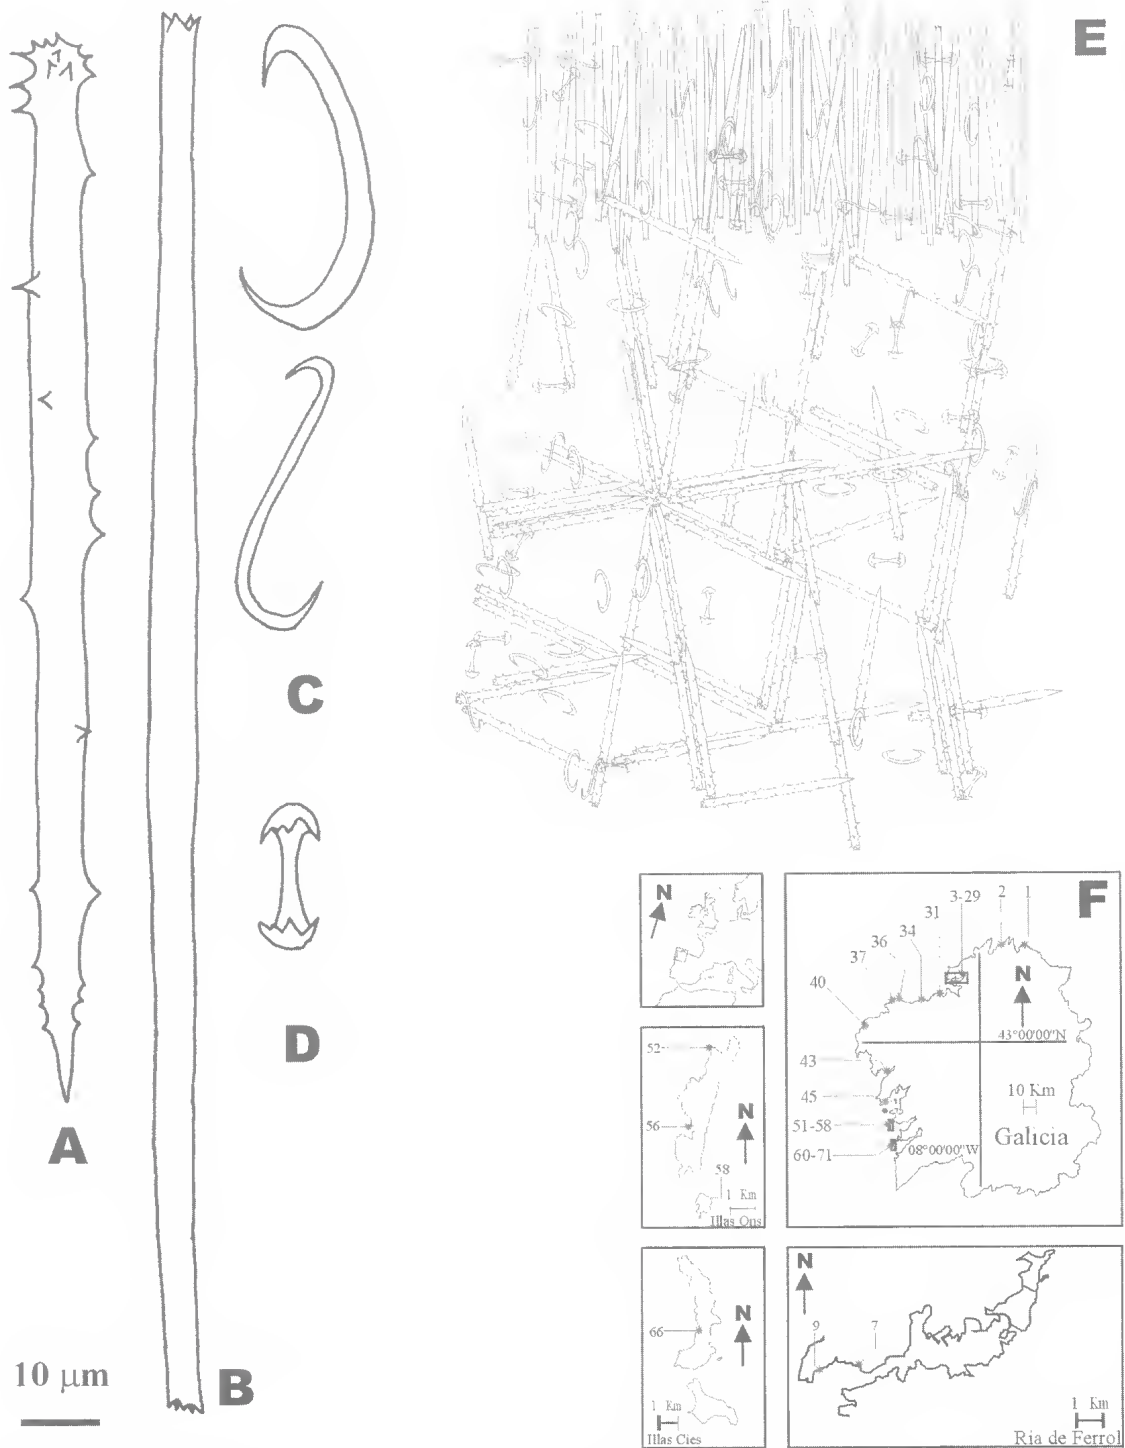 E
C
D
A
B
10 μm
N
F
3-29
2
1
31
34
36
37
40
N
43°00'00"N
43
45
10 Km
51-58
Galicia
60-71
08°00'00"W
52
56
N
58
1 Km
Illas Ons
66
N
1 Km
Illas Cies
N
9
7
1 Km
Ria de Ferrol